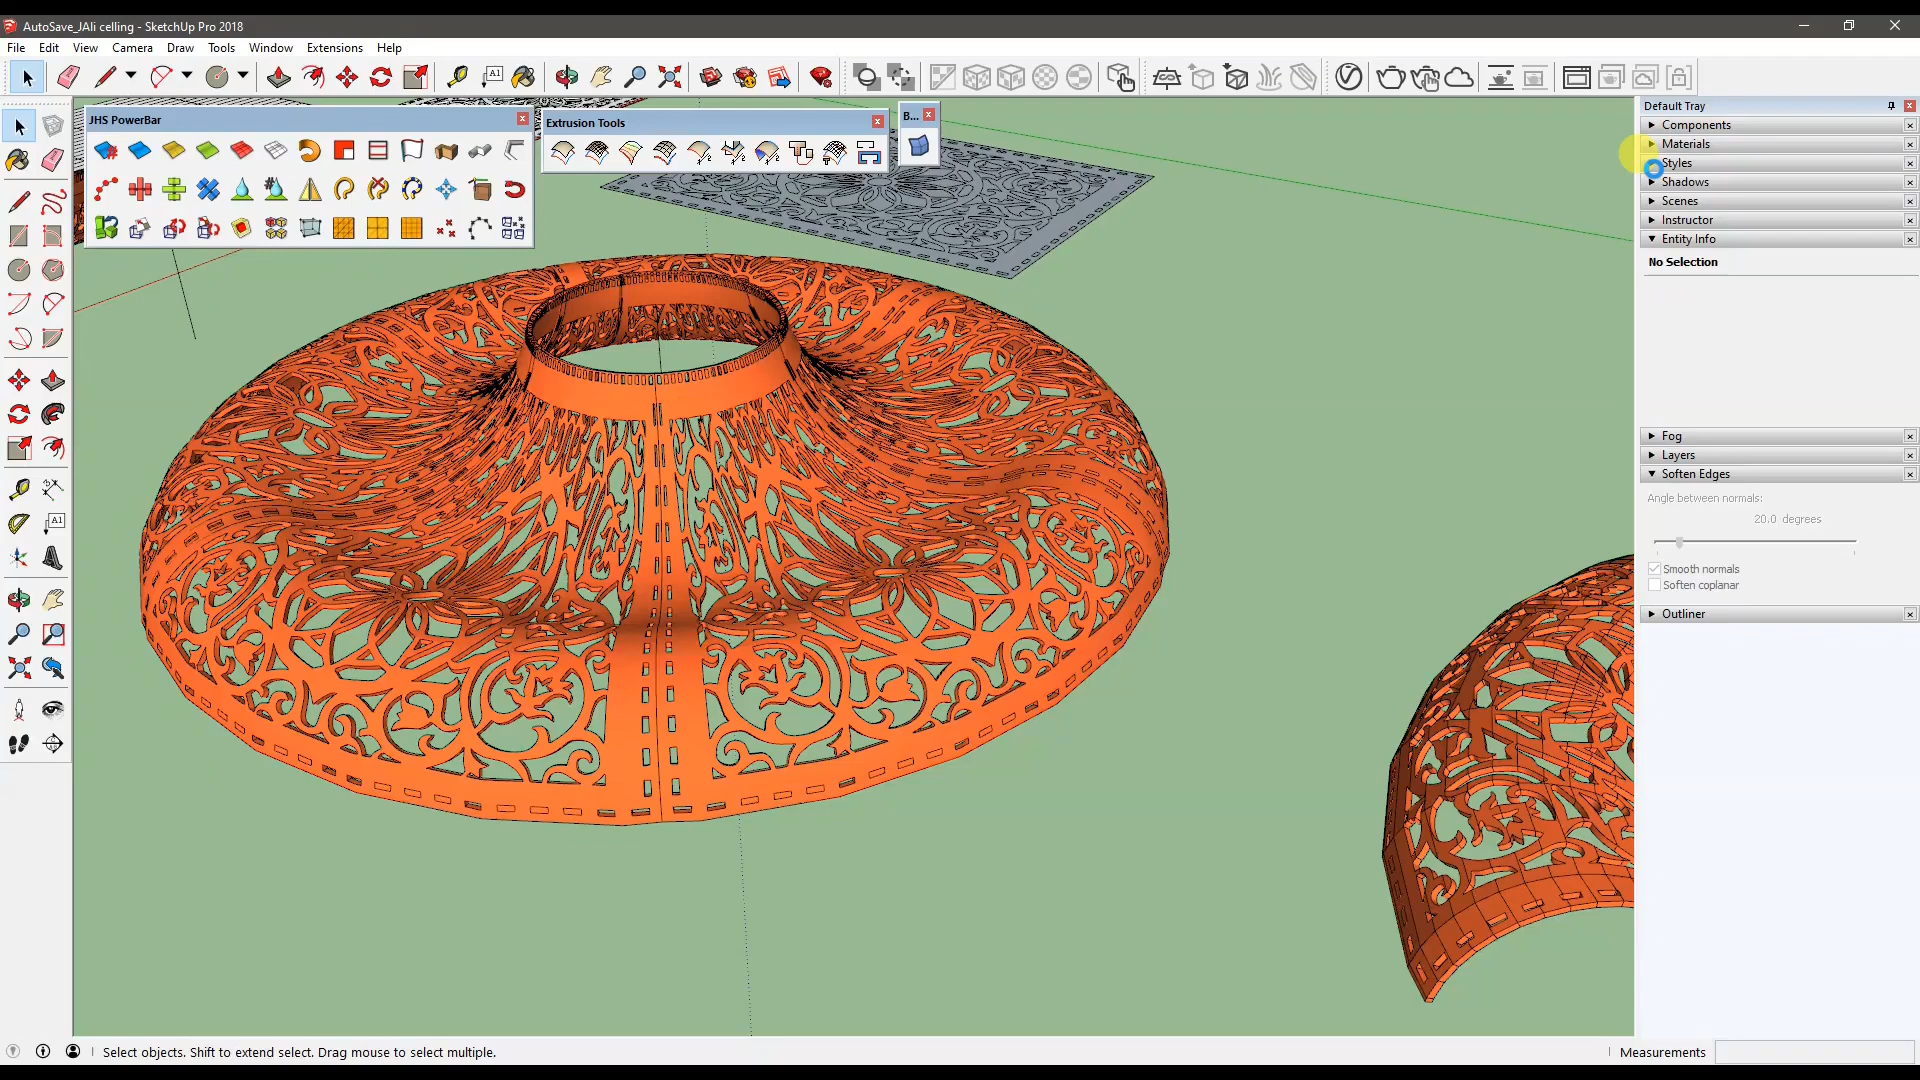 AutoSave_JAli celling - SketchUp Pro 2018
File Edit View Camera Draw Tools Window Extensions Help
A1
Default Tray
JHS PowerBar
Extrusion Tools
B...
Components
Materials
Styles
Shadows
Scenes
Instructor
Entity Info
No Selection
Fog
Layers
Soften Edges
Angle between normals:
20.0 degrees
A1
Smooth normals
Soften coplanar
Outliner
Select objects. Shift to extend select. Drag mouse to select multiple.
Measurements